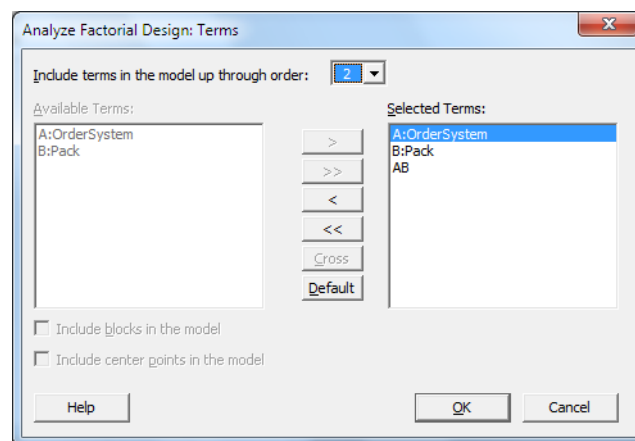 Analyze Factorial Design: Terms
Include terms in the model up through order: 2
Available Terms:
A:OrderSystem
B:Pack
>
>>
<
<<
Cross
Default
Selected Terms:
A:OrderSystem
B:Pack
AB
Include blocks in the model
Include center points in the model
Help
OK
Cancel